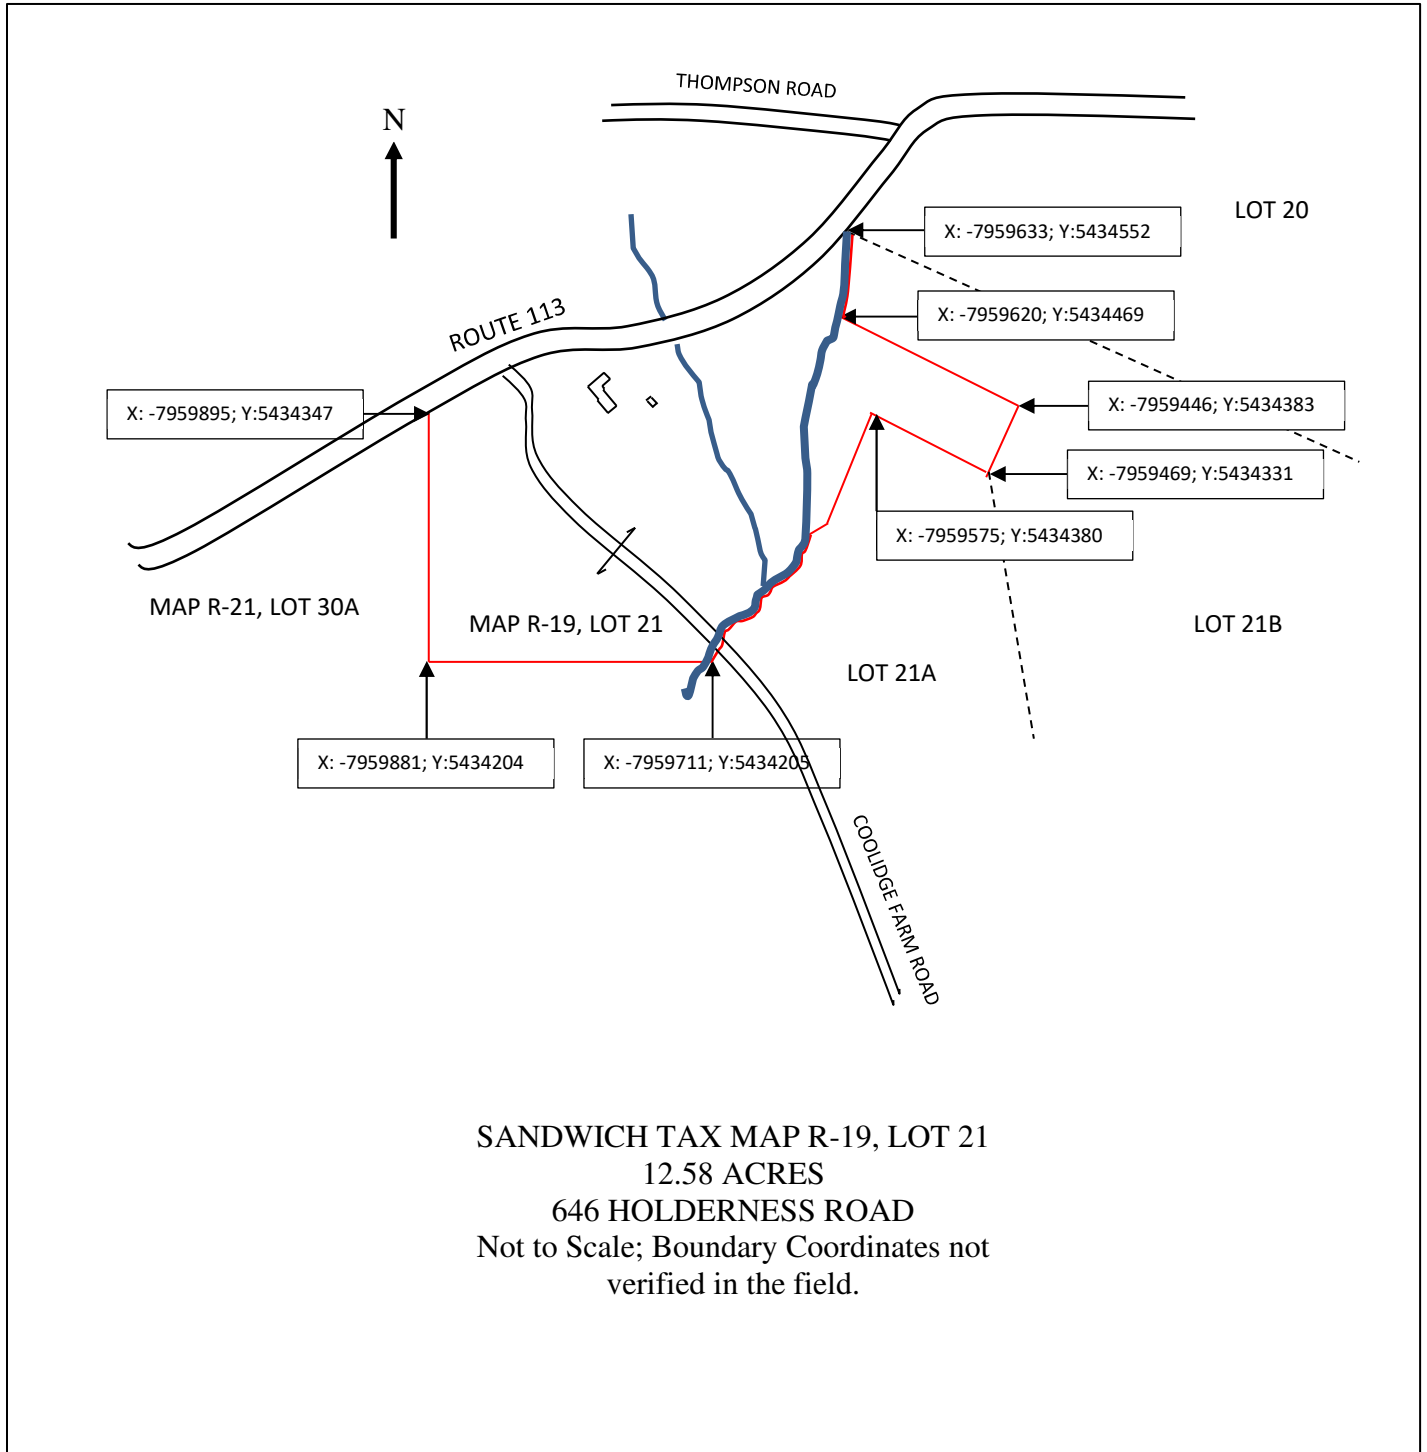 THOMPSON ROAD
N
LOT 20
X: -7959633; Y:5434552
X: -7959620; Y:5434469
ROUTE 113
X: -7959895; Y:5434347
X: -7959446; Y:5434383
X: -7959469; Y:5434331
X: -7959575; Y:5434380
MAP R-21, LOT 30A
MAP R-19, LOT 21
LOT 21B
LOT 21A
X: -7959881; Y:5434204
X: -7959711; Y:5434205
COOLIDGE FARM ROAD
SANDWICH TAX MAP R-19, LOT 21
12.58 ACRES
646 HOLDERNESS ROAD
Not to Scale; Boundary Coordinates not
verified in the field.